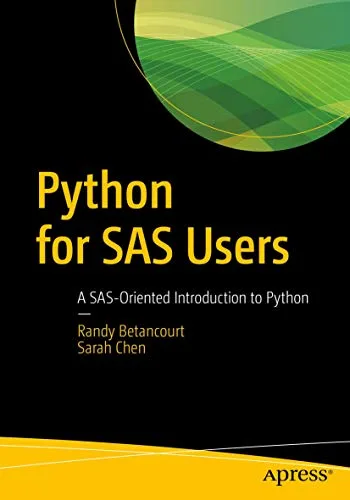 Python
for SAS Users
A SAS-Oriented Introduction to Python
—
Randy Betancourt
Sarah Chen
Apress®